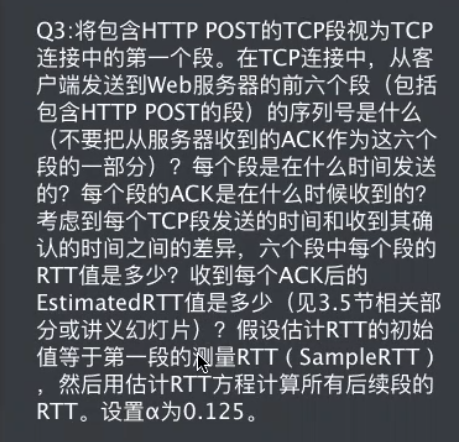 Q3:将包含HTTP POST的TCP段视为TCP
连接中的第一个段。在TCP连接中，从客
户端发送到Web服务器的前六个段（包括
包含HTTP POST的段）的序列号是什么
（不要把从服务器收到的ACK作为这六个
段的一部分）？每个段是在什么时间发送
的？每个段的ACK是在什么时候收到的？
考虑到每个TCP段发送的时间和收到其确
认的时间之间的差异，六个段中每个段的
RTT值是多少？收到每个ACK后的
EstimatedRTT值是多少（见3.5节相关部
分或讲义幻灯片）？假设估计RTT的初始
值等于第一段的测量RTT（SampleRTT）
，然后用估计RTT方程计算所有后续段的
RTT。设置α为0.125。